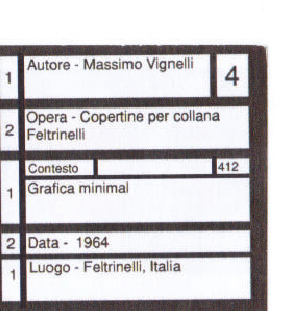 1 Autore - Massimo Vignelli 4
2 Opera - Copertine per collana
Feltrinelli
Contesto 412
1 Grafica minimal
2 Data - 1964
1 Luogo - Feltrinelli, Italia